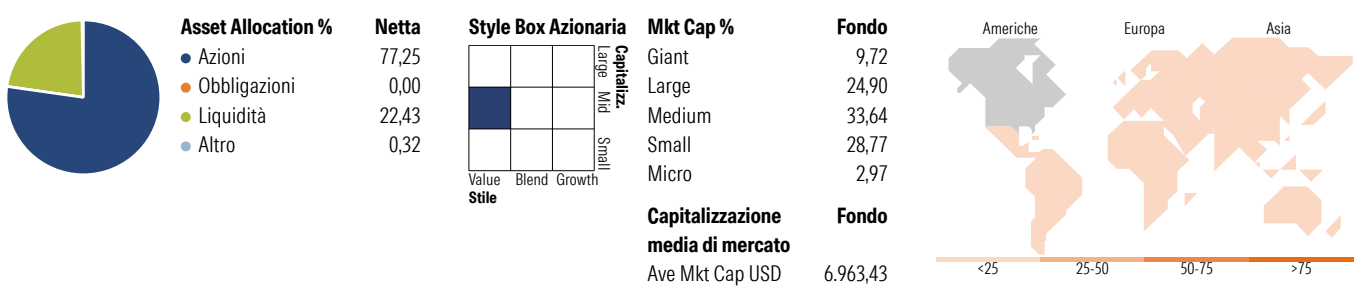 Asset Allocation % Netta
Azioni 77,25
Obbligazioni 0,00
Liquidità 22,43
Altro 0,32
Style Box Azionaria
Capitalizz.
Large Mid Small
Value Blend Growth
Stile
Mkt Cap % Fondo
Giant 9,72
Large 24,90
Medium 33,64
Small 28,77
Micro 2,97
Capitalizzazione Fondo
media di mercato
Ave Mkt Cap USD 6.963,43
Americhe Europa Asia
<25 25-50 50-75 >75